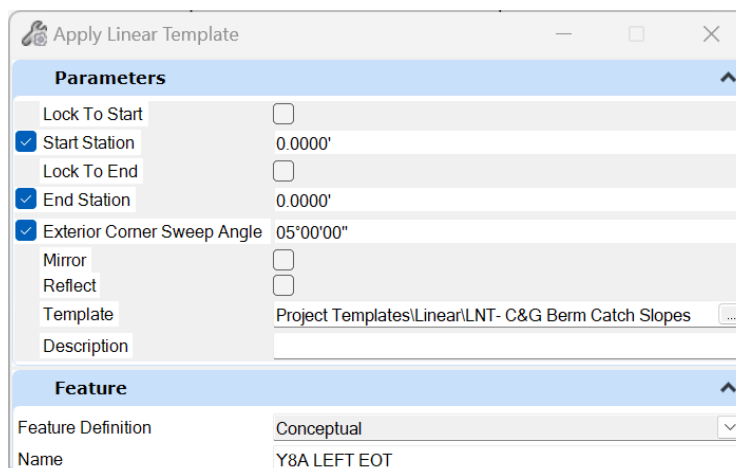 Apply Linear Template
Parameters
Lock To Start
Start Station 0.0000'
Lock To End
End Station 0.0000'
Exterior Corner Sweep Angle 05°00'00"
Mirror
Reflect
Template Project Templates\Linear\LNT- C&G Berm Catch Slopes ...
Description
Feature
Feature Definition Conceptual
Name Y8A LEFT EOT